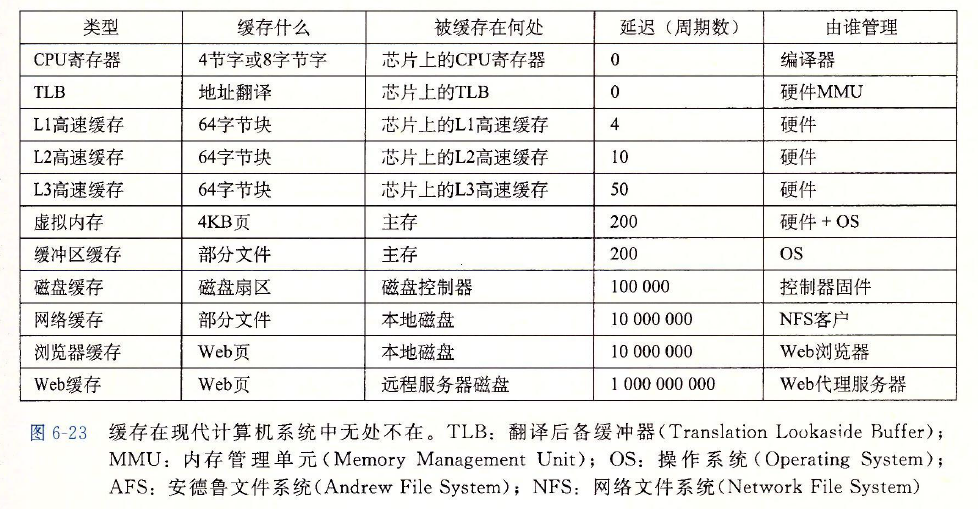 类型 缓存什么 被缓存在何处 延迟（周期数） 由谁管理
CPU寄存器 4节字或8字节字 芯片上的CPU寄存器 0 编译器
TLB 地址翻译 芯片上的TLB 0 硬件MMU
L1高速缓存 64字节块 芯片上的L1高速缓存 4 硬件
L2高速缓存 64字节块 芯片上的L2高速缓存 10 硬件
L3高速缓存 64字节块 芯片上的L3高速缓存 50 硬件
虚拟内存 4KB页 主存 200 硬件 + OS
缓冲区缓存 部分文件 主存 200 OS
磁盘缓存 磁盘扇区 磁盘控制器 100 000 控制器固件
网络缓存 部分文件 本地磁盘 10 000 000 NFS客户
浏览器缓存 Web页 本地磁盘 10 000 000 Web浏览器
Web缓存 Web页 远程服务器磁盘 1 000 000 000 Web代理服务器
图 6-23 缓存在现代计算机系统中无处不在。TLB：翻译后备缓冲器(Translation Lookaside Buffer)；
MMU：内存管理单元(Memory Management Unit)；OS：操作系统(Operating System)；
AFS：安德鲁文件系统(Andrew File System)；NFS：网络文件系统(Network File System)